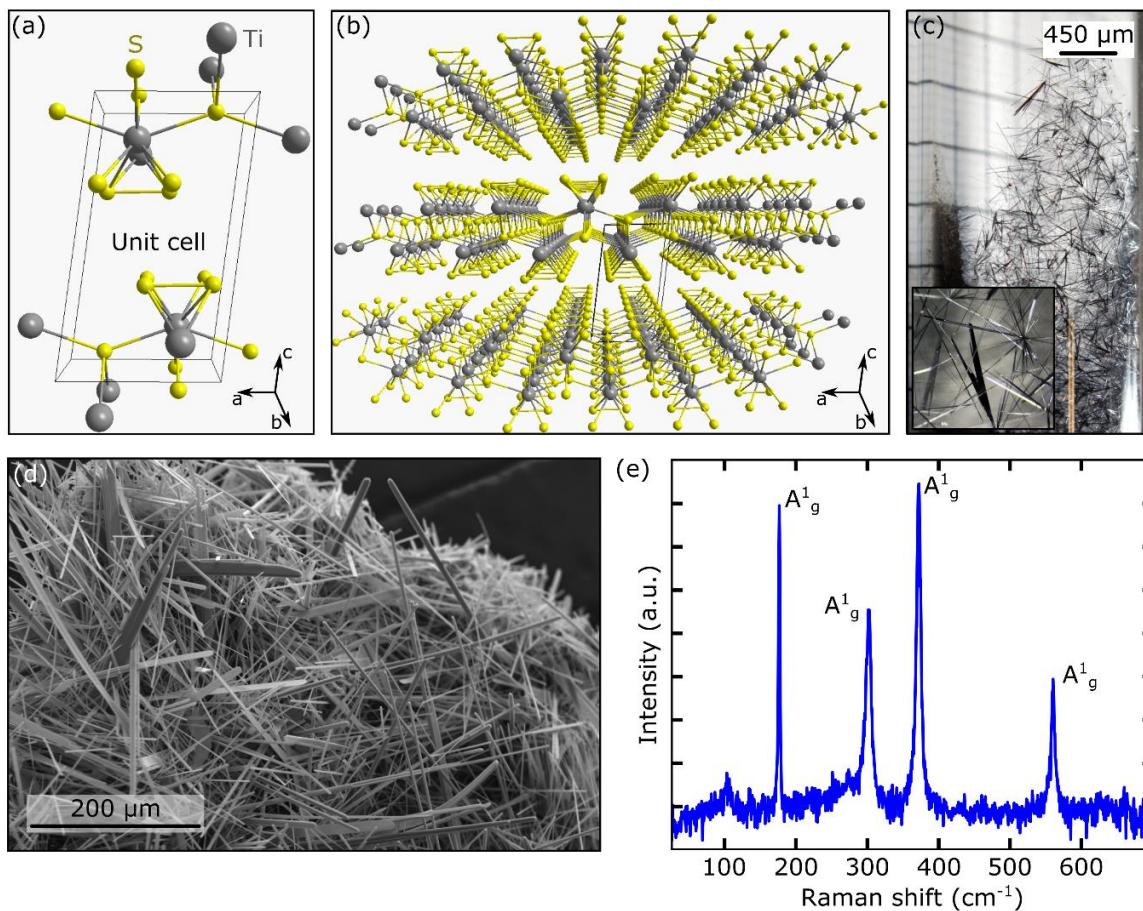 (a)
S
Ti
Unit cell
c
a
b
(b)
c
a
b
(c)
450 μm
(d)
200 μm
(e)
A¹g
A¹g
A¹g
A¹g
Intensity (a.u.)
100 200 300 400 500 600
Raman shift (cm⁻¹)